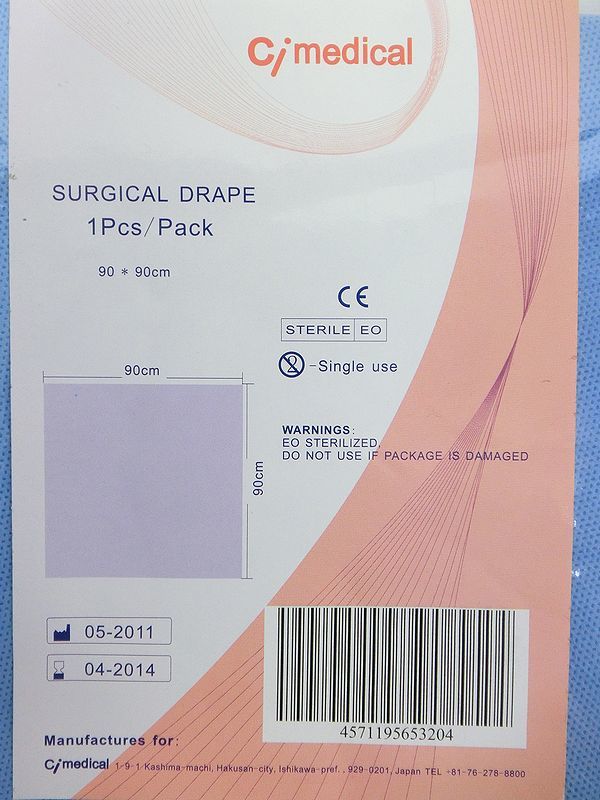 Ci medical
SURGICAL DRAPE
1Pcs/Pack
90 * 90cm
CE
STERILE EO
2 -Single use
90cm
90cm
WARNINGS:
EO STERILIZED.
DO NOT USE IF PACKAGE IS DAMAGED
05-2011
04-2014
4571195653204
Manufactures for:
Ci medical 1-9-1 Kashima-machi, Hakusan-city, Ishikawa-pref., 929-0201, Japan TEL +81-76-278-8800